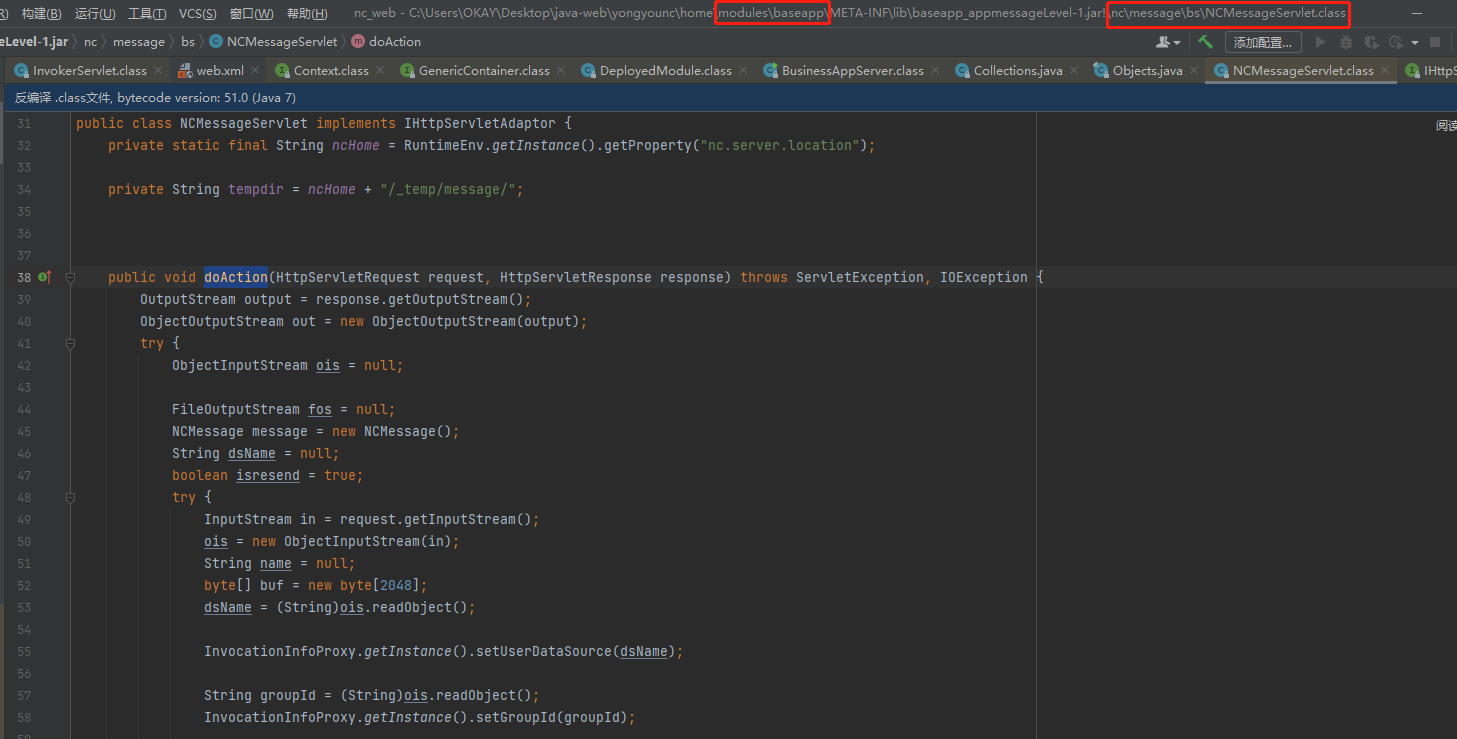 R) 构建(B) 运行(U) 工具(T) VCS(S) 窗口(W) 帮助(H) nc_web - C:\Users\OKAY\Desktop\java-web\yongyounc\home\modules\baseapp\META-INF\lib\baseapp_appmessageLevel-1.jar!\nc\message\bs\NCMessageServlet.class
eLevel-1.jar nc message bs NCMessageServlet doAction 添加配置...
InvokerServlet.class web.xml Context.class GenericContainer.class DeployedModule.class BusinessAppServer.class Collections.java Objects.java NCMessageServlet.class IHttpS
反编译 .class文件, bytecode version: 51.0 (Java 7)
31 public class NCMessageServlet implements IHttpServletAdaptor { 阅读
32 private static final String ncHome = RuntimeEnv.getInstance().getProperty("nc.server.location");
33
34 private String tempdir = ncHome + "/_temp/message/";
35
36
37
38 public void doAction(HttpServletRequest request, HttpServletResponse response) throws ServletException, IOException {
39 OutputStream output = response.getOutputStream();
40 ObjectOutputStream out = new ObjectOutputStream(output);
41 try {
42 ObjectInputStream ois = null;
43
44 FileOutputStream fos = null;
45 NCMessage message = new NCMessage();
46 String dsName = null;
47 boolean isresend = true;
48 try {
49 InputStream in = request.getInputStream();
50 ois = new ObjectInputStream(in);
51 String name = null;
52 byte[] buf = new byte[2048];
53 dsName = (String)ois.readObject();
54
55 InvocationInfoProxy.getInstance().setUserDataSource(dsName);
56
57 String groupId = (String)ois.readObject();
58 InvocationInfoProxy.getInstance().setGroupId(groupId);